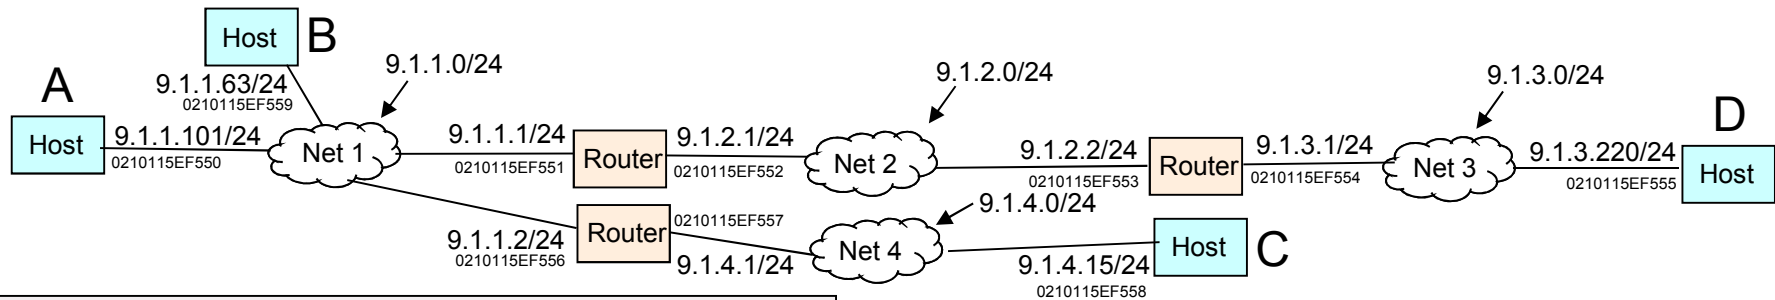 Host B
9.1.1.0/24
9.1.2.0/24
9.1.3.0/24
A
9.1.1.63/24
0210115EF559
D
Host
9.1.1.101/24
0210115EF550
Net 1
9.1.1.1/24
0210115EF551
Router
9.1.2.1/24
0210115EF552
Net 2
9.1.2.2/24
0210115EF553
Router
9.1.3.1/24
0210115EF554
Net 3
9.1.3.220/24
0210115EF555
Host
9.1.4.0/24
9.1.1.2/24
0210115EF556
Router
0210115EF557
9.1.4.1/24
Net 4
9.1.4.15/24
0210115EF558
Host C